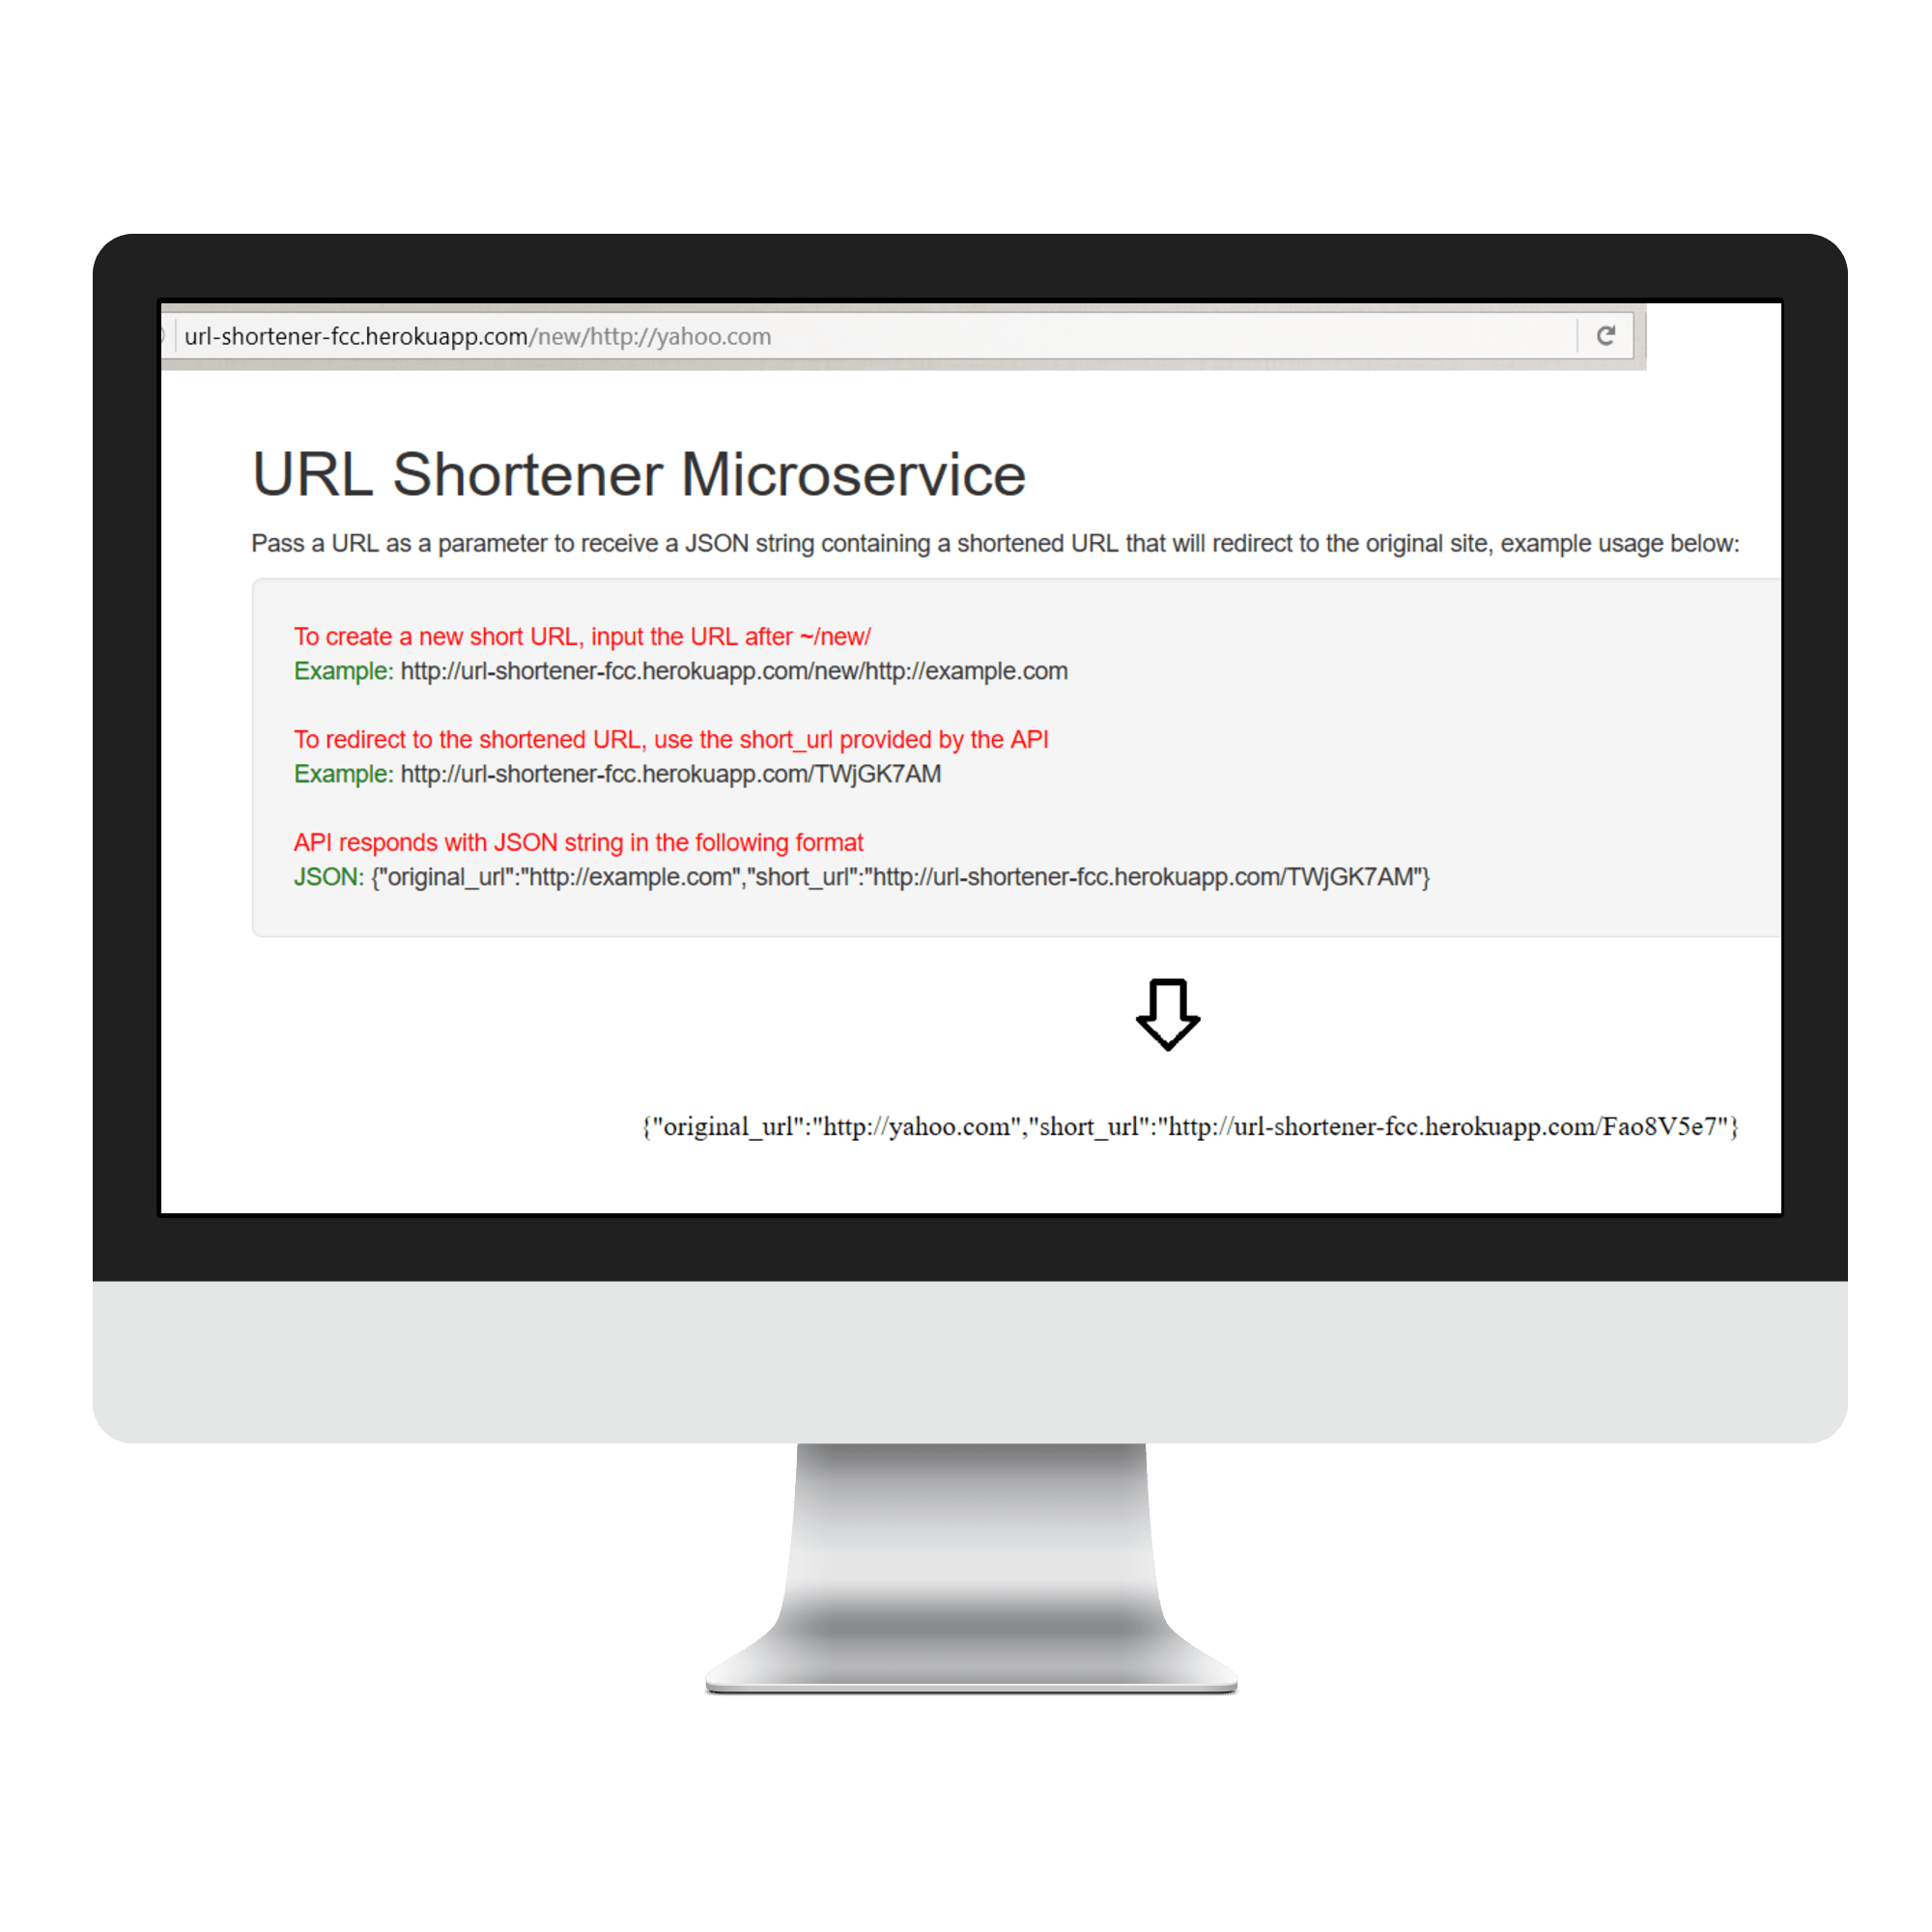 url-shortener-fcc.herokuapp.com/new/http://yahoo.com
URL Shortener Microservice
Pass a URL as a parameter to receive a JSON string containing a shortened URL that will redirect to the original site, example usage below:
To create a new short URL, input the URL after ~/new/
Example: http://url-shortener-fcc.herokuapp.com/new/http://example.com
To redirect to the shortened URL, use the short_url provided by the API
Example: http://url-shortener-fcc.herokuapp.com/TWjGK7AM
API responds with JSON string in the following format
JSON: {"original_url":"http://example.com","short_url":"http://url-shortener-fcc.herokuapp.com/TWjGK7AM"}
{"original_url":"http://yahoo.com","short_url":"http://url-shortener-fcc.herokuapp.com/Fao8V5e7"}